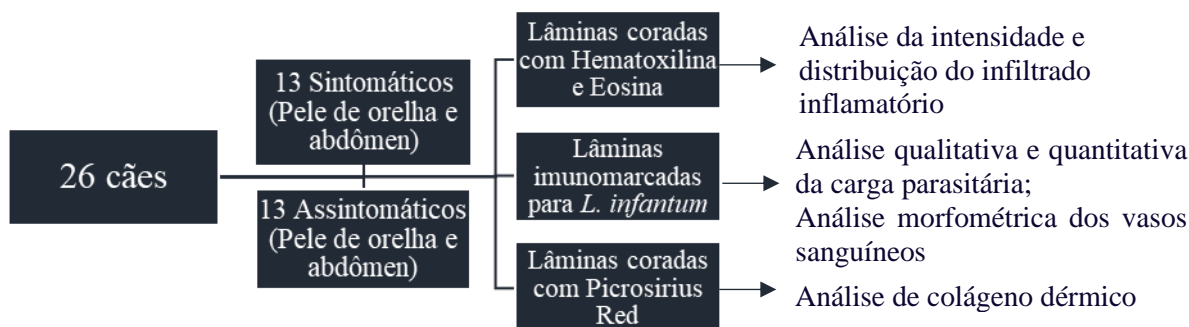 26 cães
13 Sintomáticos
(Pele de orelha e
abdômen)
13 Assintomáticos
(Pele de orelha e
abdômen)
Lâminas coradas
com Hematoxilina
e Eosina
Análise da intensidade e
distribuição do infiltrado
inflamatório
Lâminas
imunomarcadas
para L. infantum
Análise qualitativa e quantitativa
da carga parasitária;
Análise morfométrica dos vasos
sanguíneos
Lâminas coradas
com Picrosirius
Red
Análise de colágeno dérmico